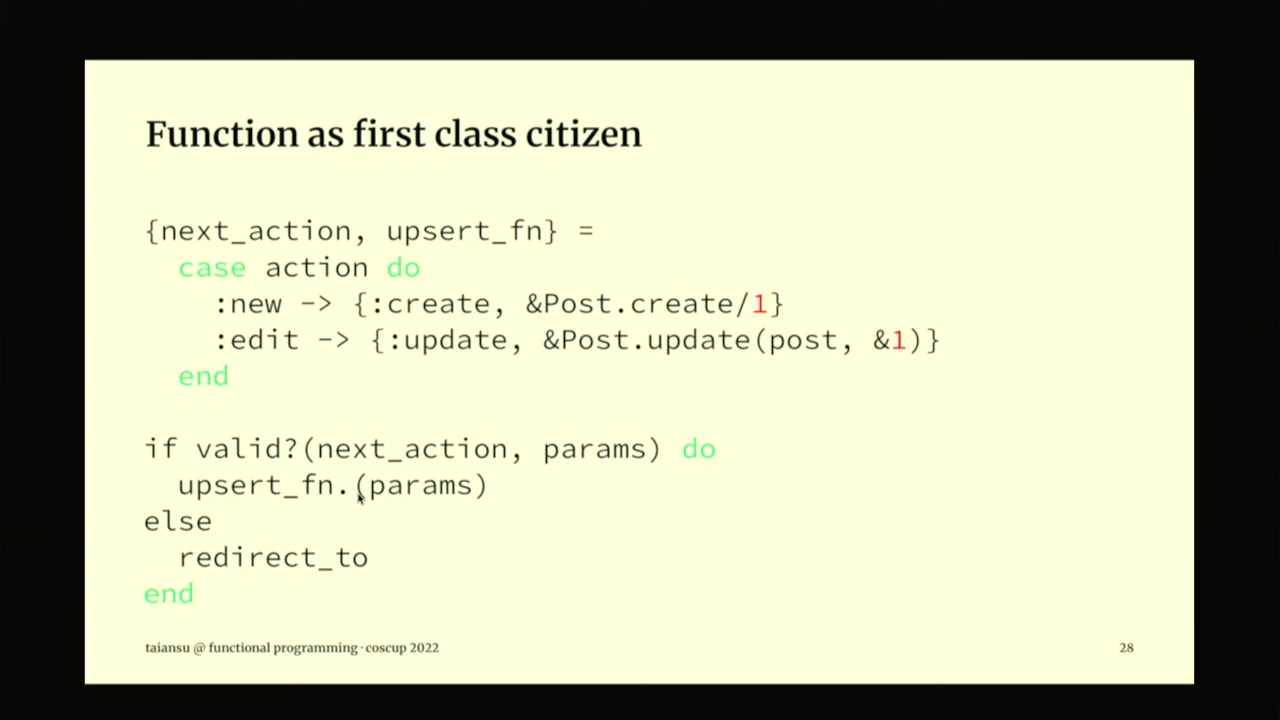 Function as first class citizen
{next_action, upsert_fn} =
  case action do
    :new -> {:create, &Post.create/1}
    :edit -> {:update, &Post.update(post, &1)}
  end
if valid?(next_action, params) do
  upsert_fn.(params)
else
  redirect_to
end
taiansu @ functional programming · coscup 2022
28